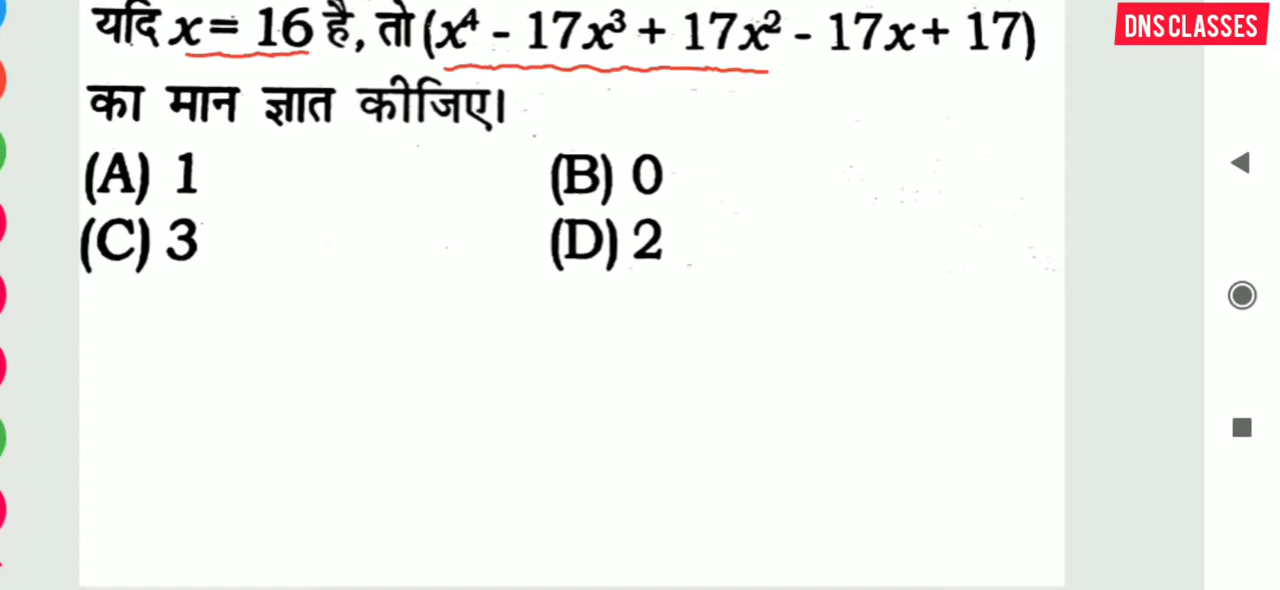 यदि x = 16 है, तो (x⁴ - 17x³ + 17x² - 17x + 17)
DNS CLASSES
का मान ज्ञात कीजिए।
(A) 1 (B) 0
(C) 3 (D) 2